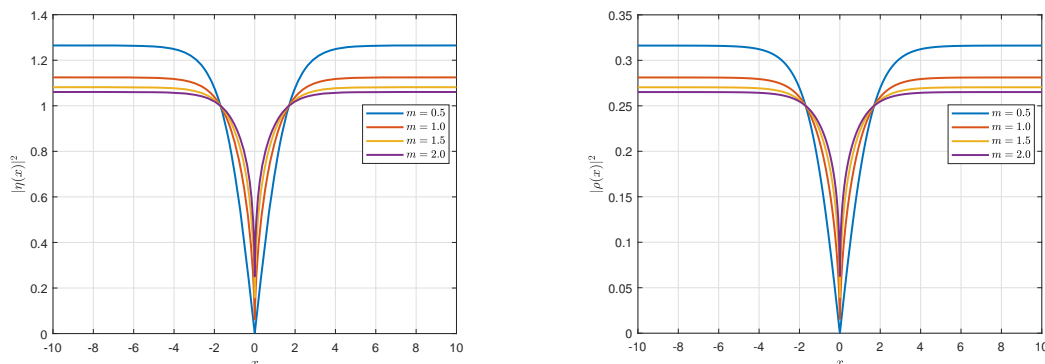 1.4
1.2
1
0.8
0.6
0.4
0.2
0
|η(x)|²
-10 -8 -6 -4 -2 0 2 4 6 8 10
x
m = 0.5
m = 1.0
m = 1.5
m = 2.0
0.35
0.3
0.25
0.2
0.15
0.1
0.05
0
|ρ(x)|²
-10 -8 -6 -4 -2 0 2 4 6 8 10
x
m = 0.5
m = 1.0
m = 1.5
m = 2.0